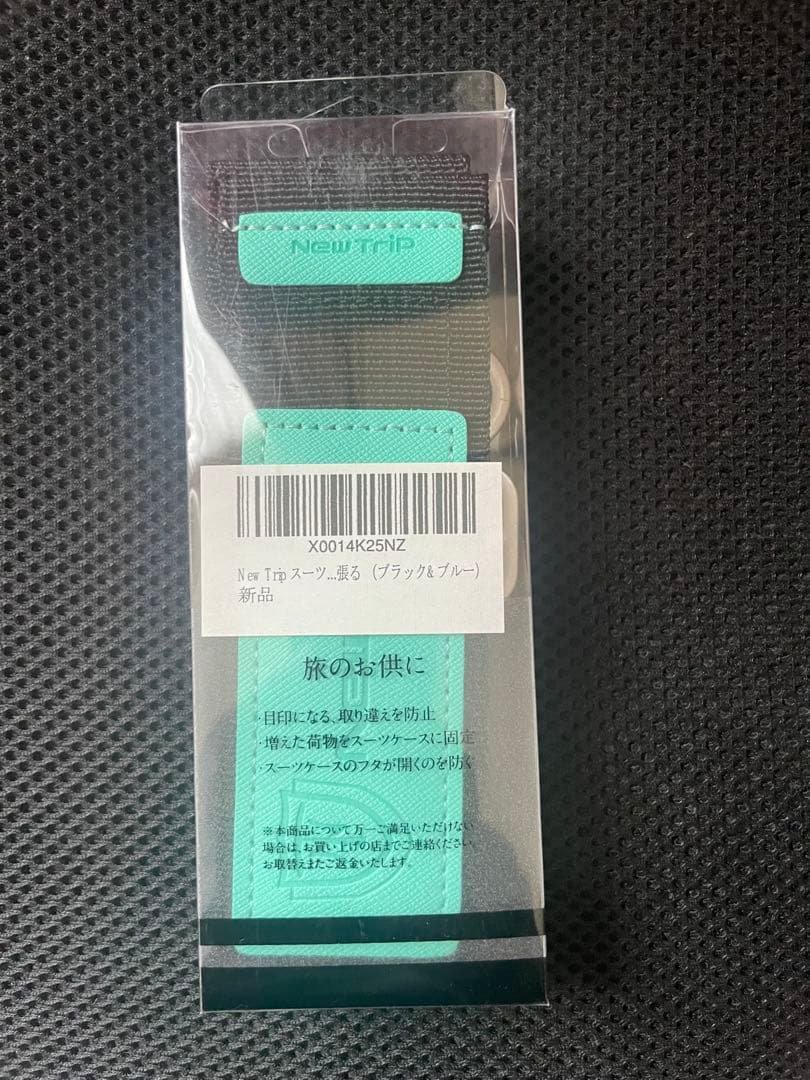 New Trip
X0014K25NZ
New Trip スーツ...張る （ブラック&ブルー）
新品
旅のお供に
・目印になる、取り違えを防止
・増えた荷物をスーツケースに固定
・スーツケースのフタが開くのを防ぐ
※本商品について万一ご満足いただけない
場合は、お買い上げの店までご連絡ください。
お取替えまたご返金いたします。